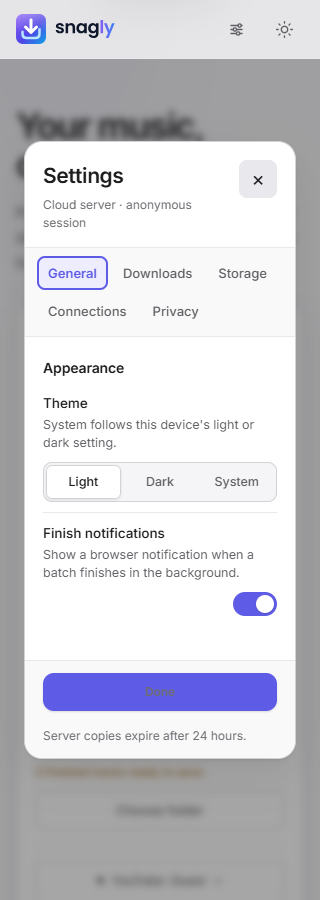 snagly
Your music,
Settings
Cloud server · anonymous
session
General Downloads Storage
Connections Privacy
Appearance
Theme
System follows this device's light or
dark setting.
Light Dark System
Finish notifications
Show a browser notification when a
batch finishes in the background.
Done
Server copies expire after 24 hours.
Choose folder